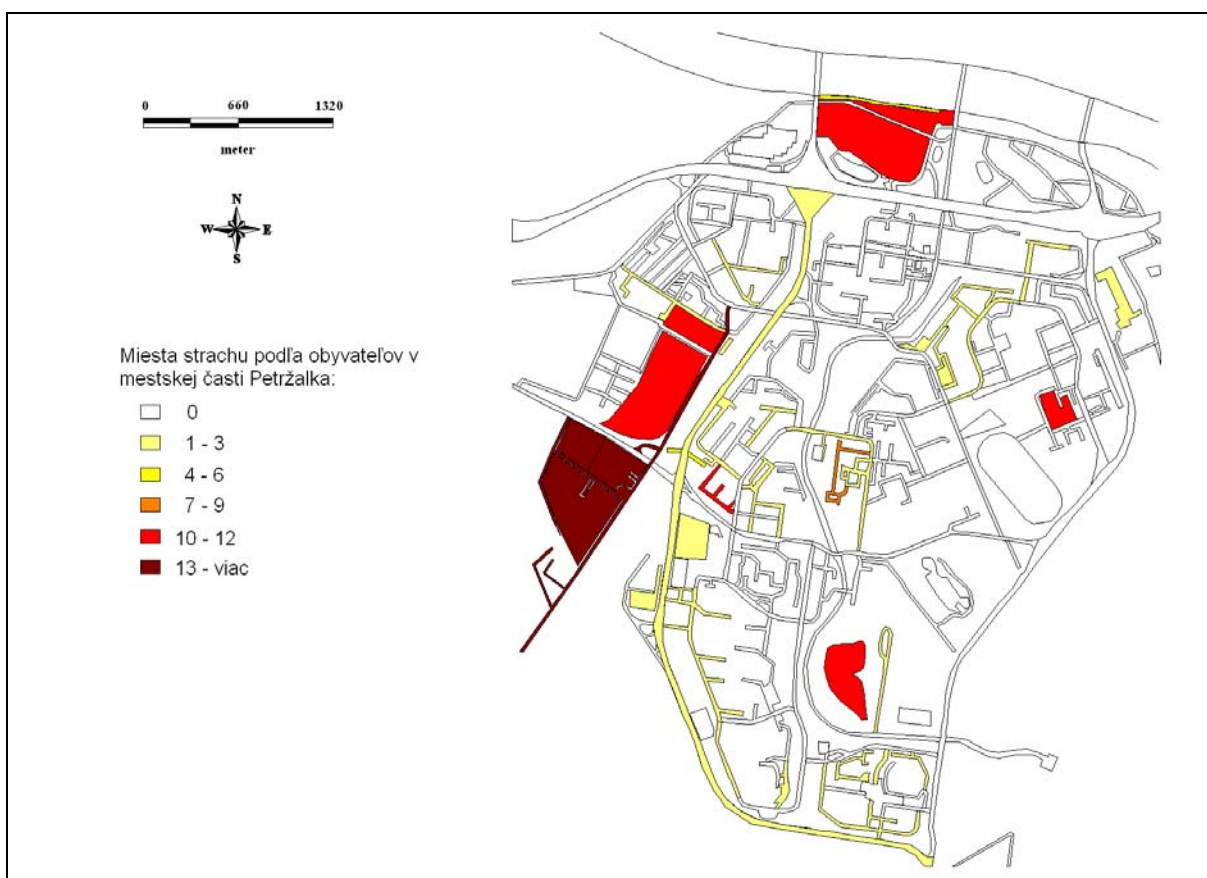 0 660 1320
meter
N
W E
S
Miesta strachu podľa obyvateľov v
mestskej časti Petržalka:
0
1 - 3
4 - 6
7 - 9
10 - 12
13 - viac